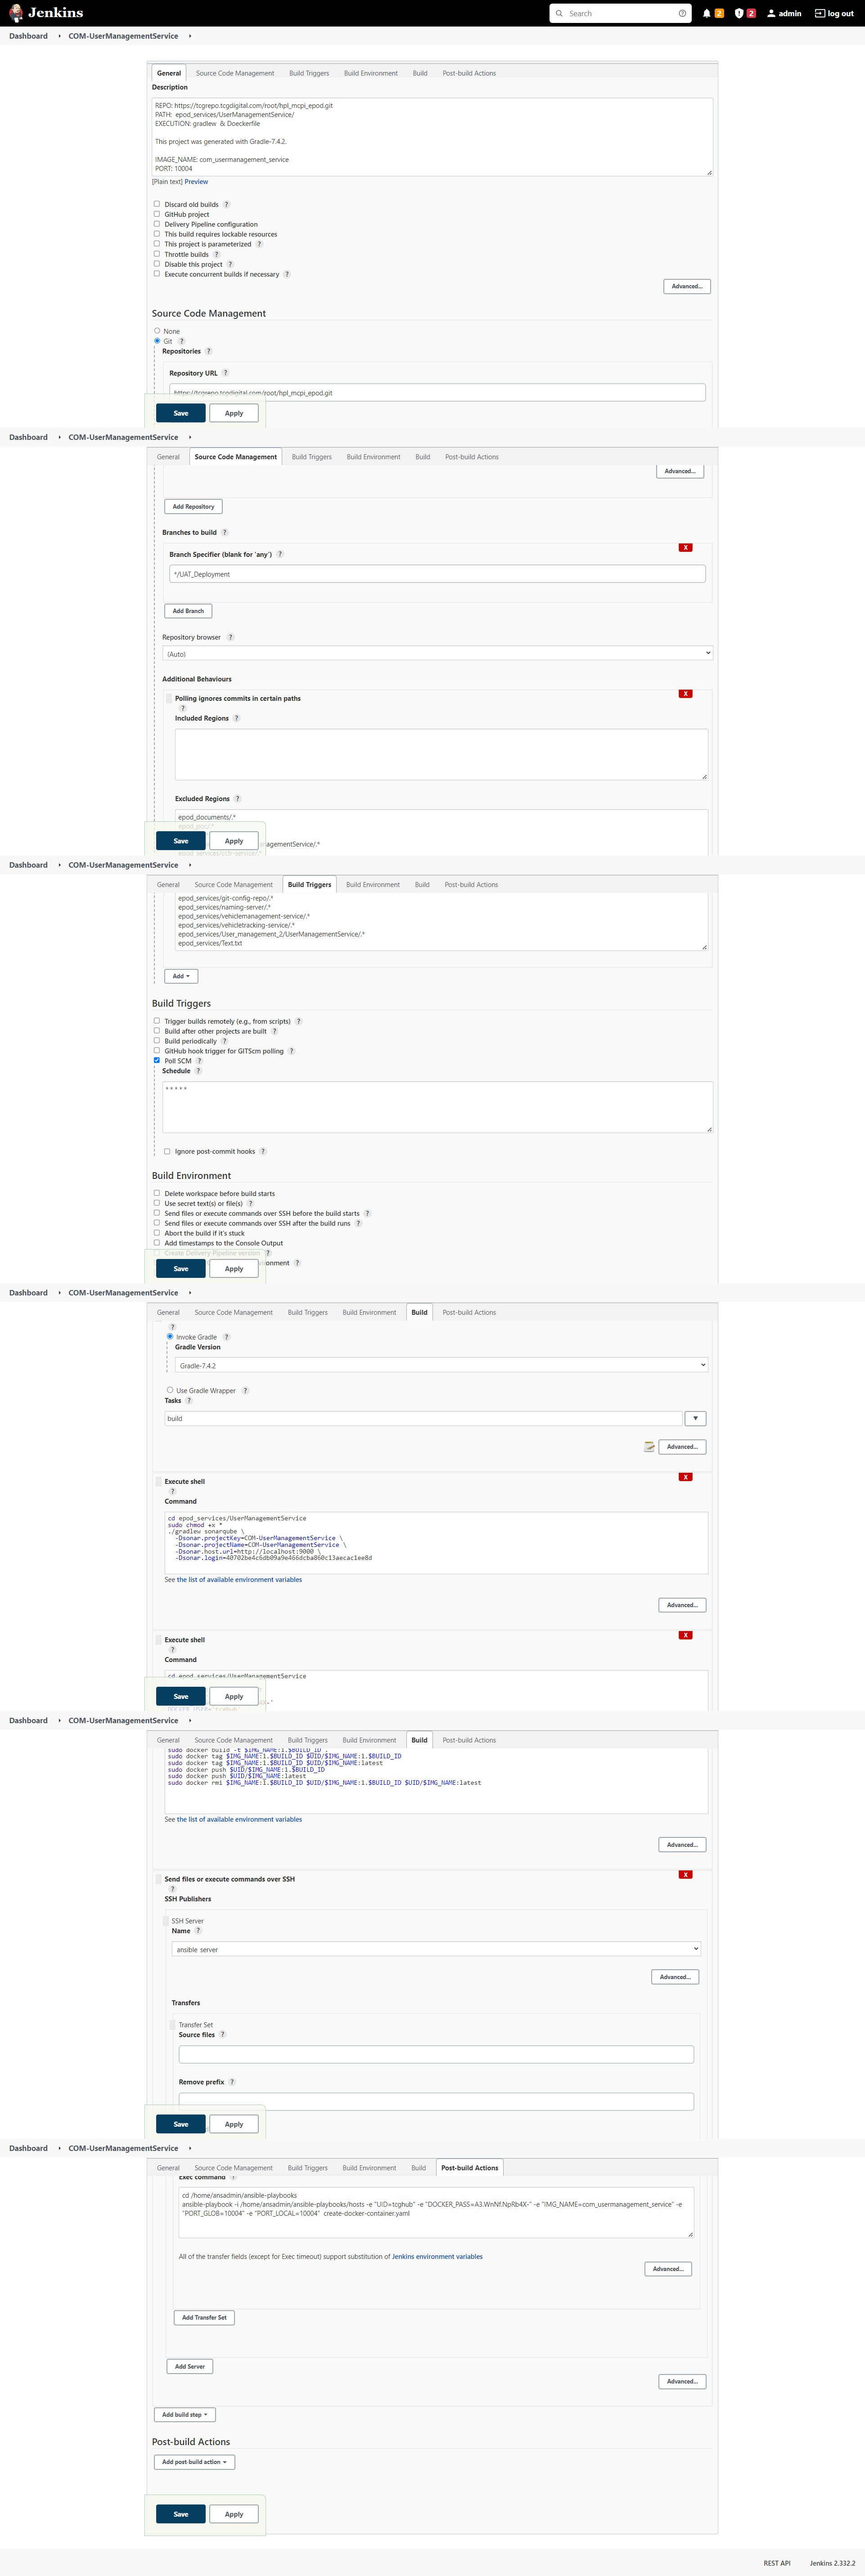 Jenkins
Search
2
2
admin
log out
Dashboard
COM-UserManagementService
General
Source Code Management
Build Triggers
Build Environment
Build
Post-build Actions
Description
REPO: https://tcgrepo.tcgdigital.com/root/hpl_mcpi_epod.git
PATH: epod_services/UserManagementService/
EXECUTION: gradlew & Doeckerfile
This project was generated with Gradle-7.4.2.
IMAGE_NAME: com_usermanagement_service
PORT: 10004
[Plain text] Preview
Discard old builds ?
GitHub project
Delivery Pipeline configuration
This build requires lockable resources
This project is parameterized ?
Throttle builds ?
Disable this project ?
Execute concurrent builds if necessary ?
Advanced...
Source Code Management
None
Git ?
Repositories ?
Repository URL ?
https://tcgrepo.tcgdigital.com/root/hpl_mcpi_epod.git
Save
Apply
Dashboard
COM-UserManagementService
General
Source Code Management
Build Triggers
Build Environment
Build
Post-build Actions
Advanced...
Add Repository
Branches to build ?
X
Branch Specifier (blank for 'any') ?
*/UAT_Deployment
Add Branch
Repository browser ?
(Auto)
Additional Behaviours
X
Polling ignores commits in certain paths
?
Included Regions ?
Excluded Regions ?
epod_documents/.*
anagementService/.*
Save
Apply
Dashboard
COM-UserManagementService
General
Source Code Management
Build Triggers
Build Environment
Build
Post-build Actions
epod_services/git-config-repo/.*
epod_services/naming-server/.*
epod_services/vehiclemanagement-service/.*
epod_services/vehicletracking-service/.*
epod_services/User_management_2/UserManagementService/.*
epod_services/Text.txt
Add
Build Triggers
Trigger builds remotely (e.g., from scripts) ?
Build after other projects are built ?
Build periodically ?
GitHub hook trigger for GITScm polling ?
Poll SCM ?
Schedule ?
* * * * *
Ignore post-commit hooks ?
Build Environment
Delete workspace before build starts
Use secret text(s) or file(s) ?
Send files or execute commands over SSH before the build starts ?
Send files or execute commands over SSH after the build runs ?
Abort the build if it's stuck
Add timestamps to the Console Output
Create Delivery Pipeline version ?
onment ?
Save
Apply
Dashboard
COM-UserManagementService
General
Source Code Management
Build Triggers
Build Environment
Build
Post-build Actions
?
Invoke Gradle ?
Gradle Version
Gradle-7.4.2
Use Gradle Wrapper ?
Tasks ?
build
Advanced...
X
Execute shell
?
Command
cd epod_services/UserManagementService
sudo chmod +x *
./gradlew sonarqube \
-Dsonar.projectKey=COM-UserManagementService \
-Dsonar.projectName=COM-UserManagementService \
-Dsonar.host.url=http://localhost:9000 \
-Dsonar.login=40702be4c6db09a9e466dcba860c13aecac1ee8d
See the list of available environment variables
Advanced...
X
Execute shell
?
Command
cd epod_services/UserManagementService
Save
Apply
Dashboard
COM-UserManagementService
General
Source Code Management
Build Triggers
Build Environment
Build
Post-build Actions
sudo docker build -t $IMG_NAME:1.$BUILD_ID .
sudo docker tag $IMG_NAME:1.$BUILD_ID $UID/$IMG_NAME:1.$BUILD_ID
sudo docker tag $IMG_NAME:1.$BUILD_ID $UID/$IMG_NAME:latest
sudo docker push $UID/$IMG_NAME:1.$BUILD_ID
sudo docker push $UID/$IMG_NAME:latest
sudo docker rmi $IMG_NAME:1.$BUILD_ID $UID/$IMG_NAME:1.$BUILD_ID $UID/$IMG_NAME:latest
See the list of available environment variables
Advanced...
X
Send files or execute commands over SSH
?
SSH Publishers
SSH Server
Name ?
ansible server
Advanced...
Transfers
Transfer Set
Source files ?
Remove prefix ?
Save
Apply
Dashboard
COM-UserManagementService
General
Source Code Management
Build Triggers
Build Environment
Build
Post-build Actions
Exec command ?
cd /home/ansadmin/ansible-playbooks
ansible-playbook -i /home/ansadmin/ansible-playbooks/hosts -e "UID=tcghub" -e "DOCKER_PASS=A3.WnNf.NpRb4X-" -e "IMG_NAME=com_usermanagement_service" -e
"PORT_GLOB=10004" -e "PORT_LOCAL=10004" create-docker-container.yaml
All of the transfer fields (except for Exec timeout) support substitution of Jenkins environment variables
Advanced...
Add Transfer Set
Add Server
Advanced...
Add build step
Post-build Actions
Add post-build action
Save
Apply
REST API
Jenkins 2.332.2